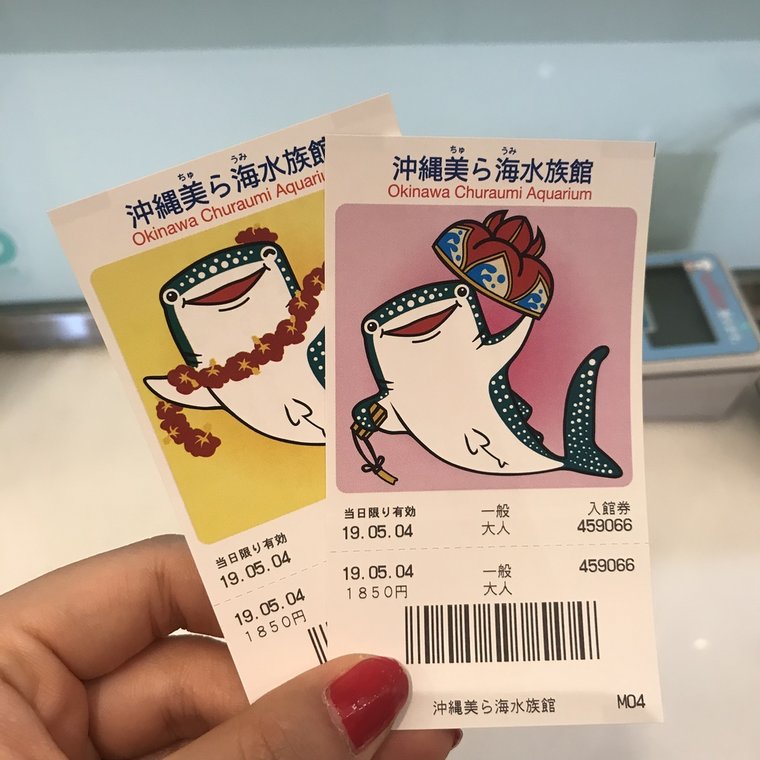 ちゅ うみ
沖縄美ら海水族館
Okinawa Churaumi Aquarium
当日限り有効
19.05.04
19.05.04
1850円
ちゅ うみ
沖縄美ら海水族館
Okinawa Churaumi Aquarium
当日限り有効 一般 入館券
19.05.04 大人 459066
19.05.04 一般 459066
1850円 大人
沖縄美ら海水族館 M04